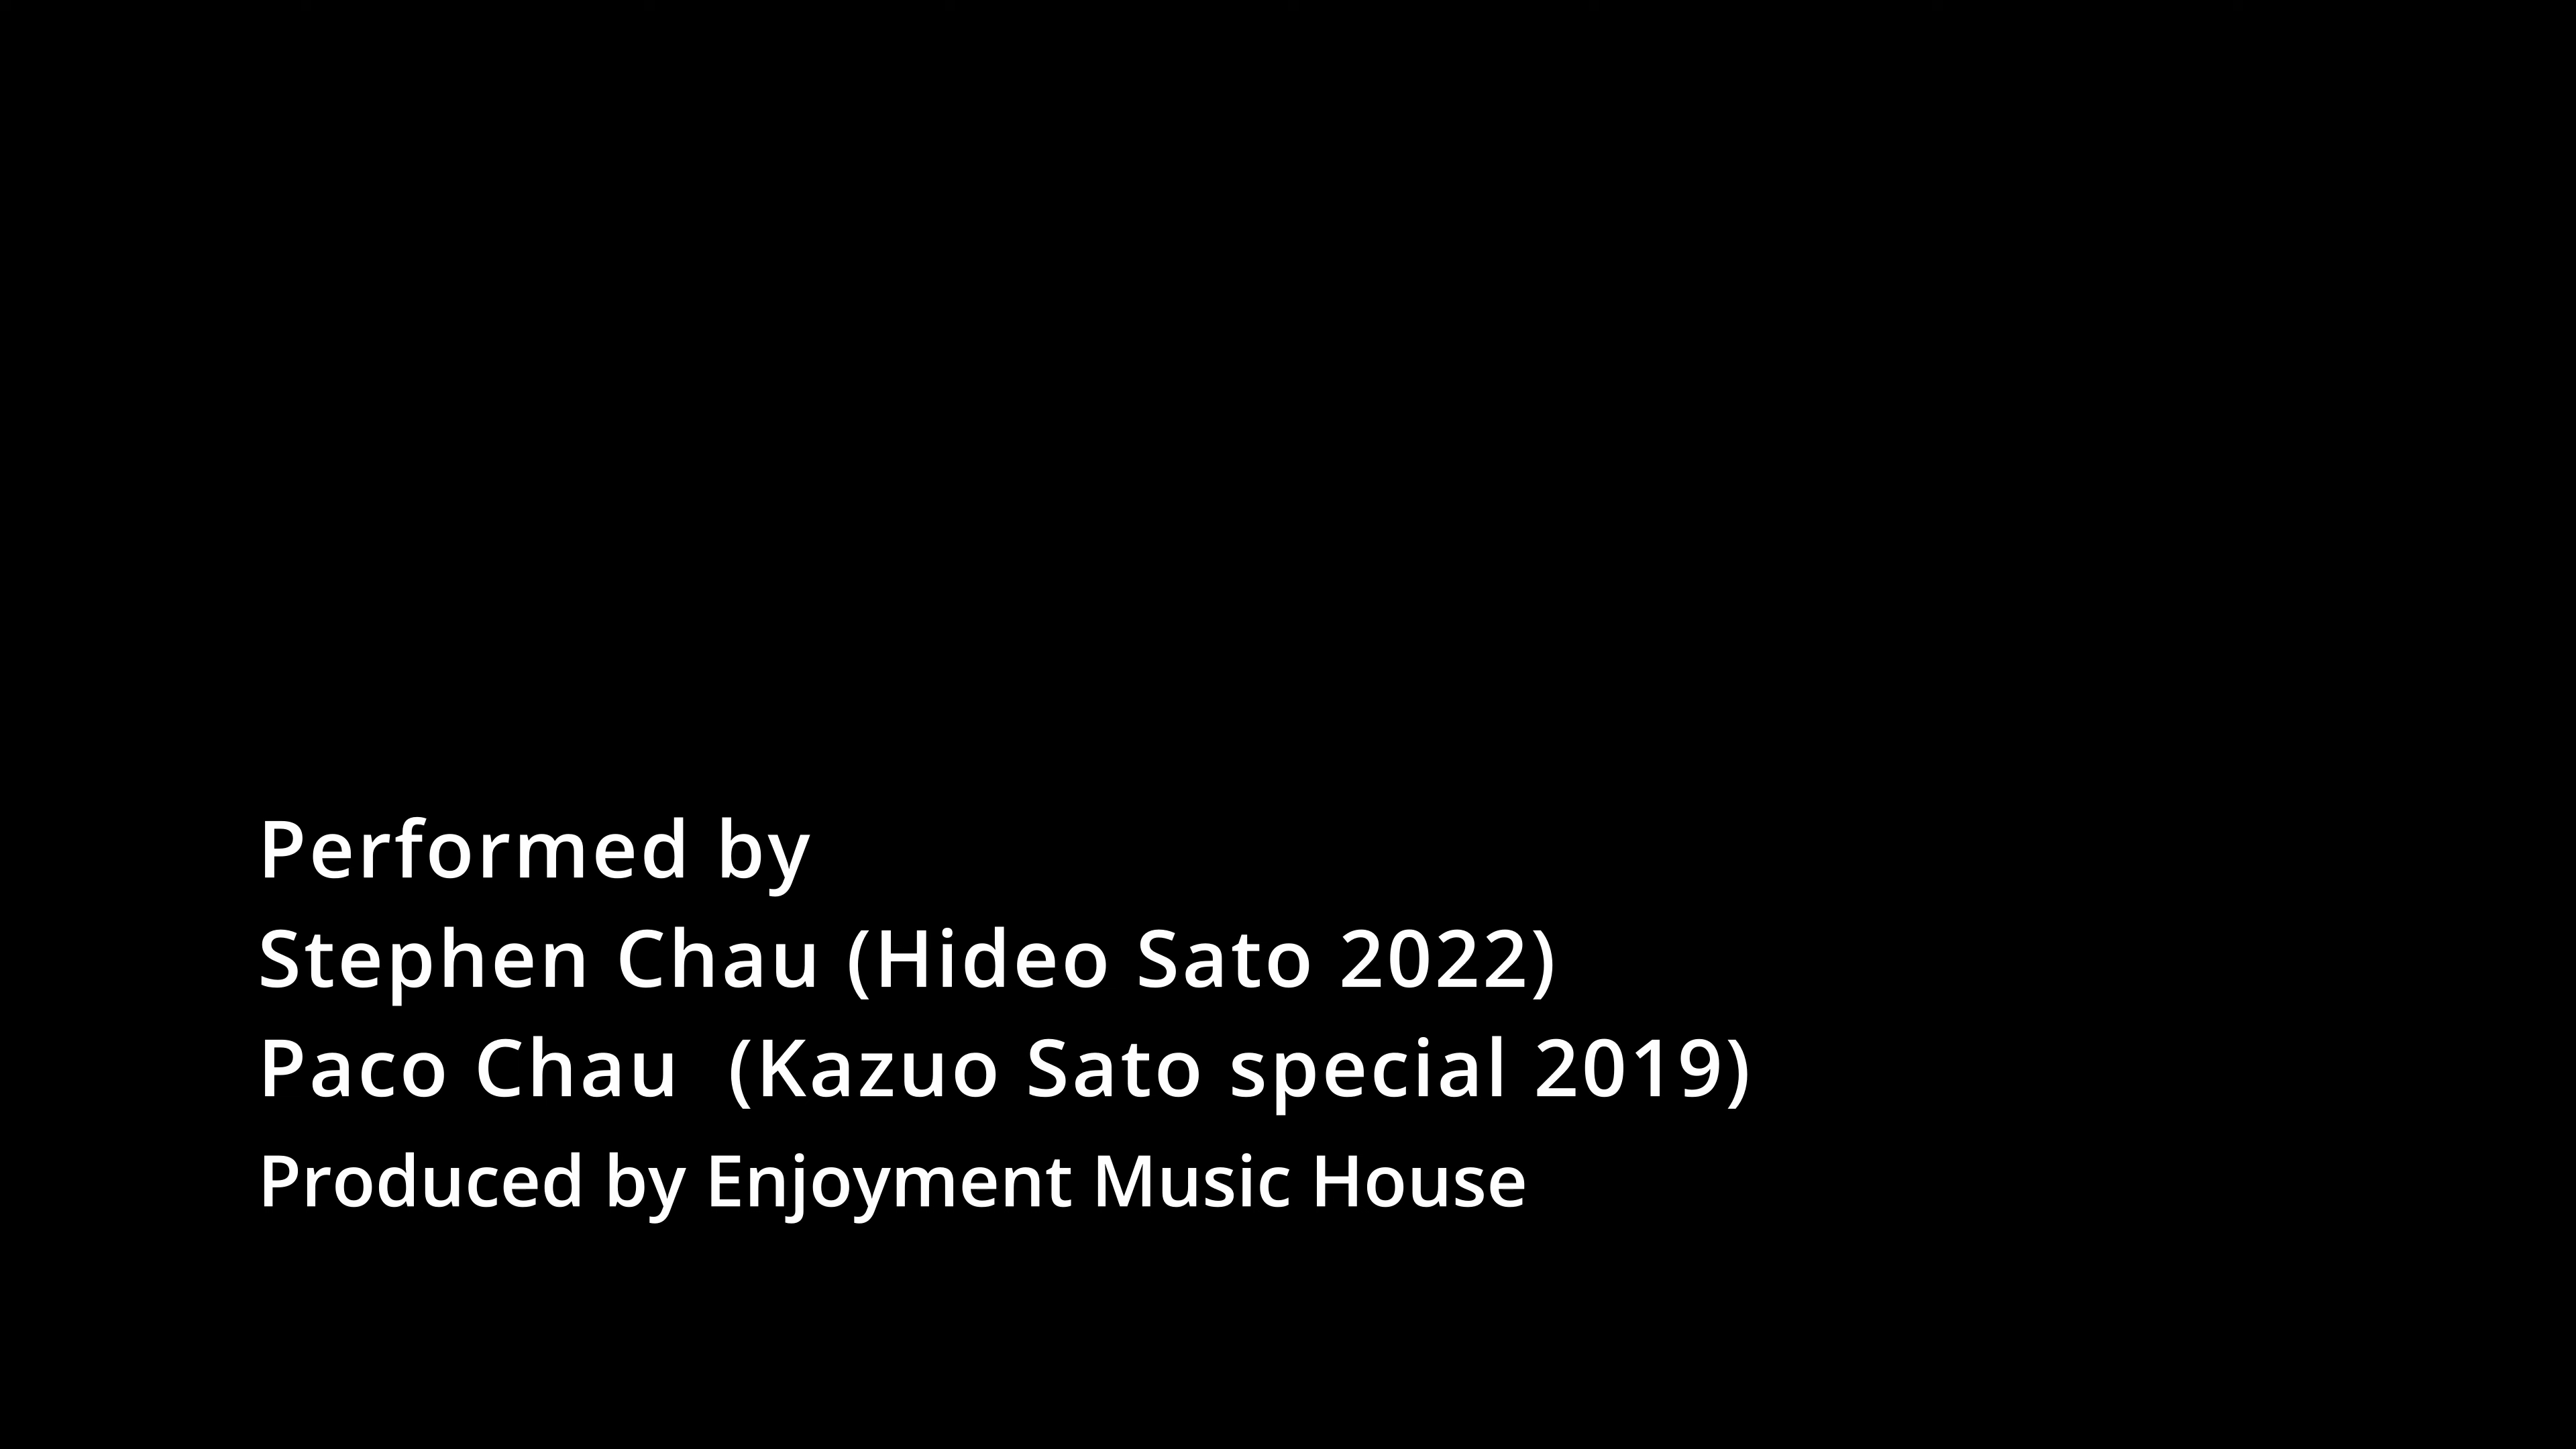 Performed by
Stephen Chau (Hideo Sato 2022)
Paco Chau  (Kazuo Sato special 2019)
Produced by Enjoyment Music House